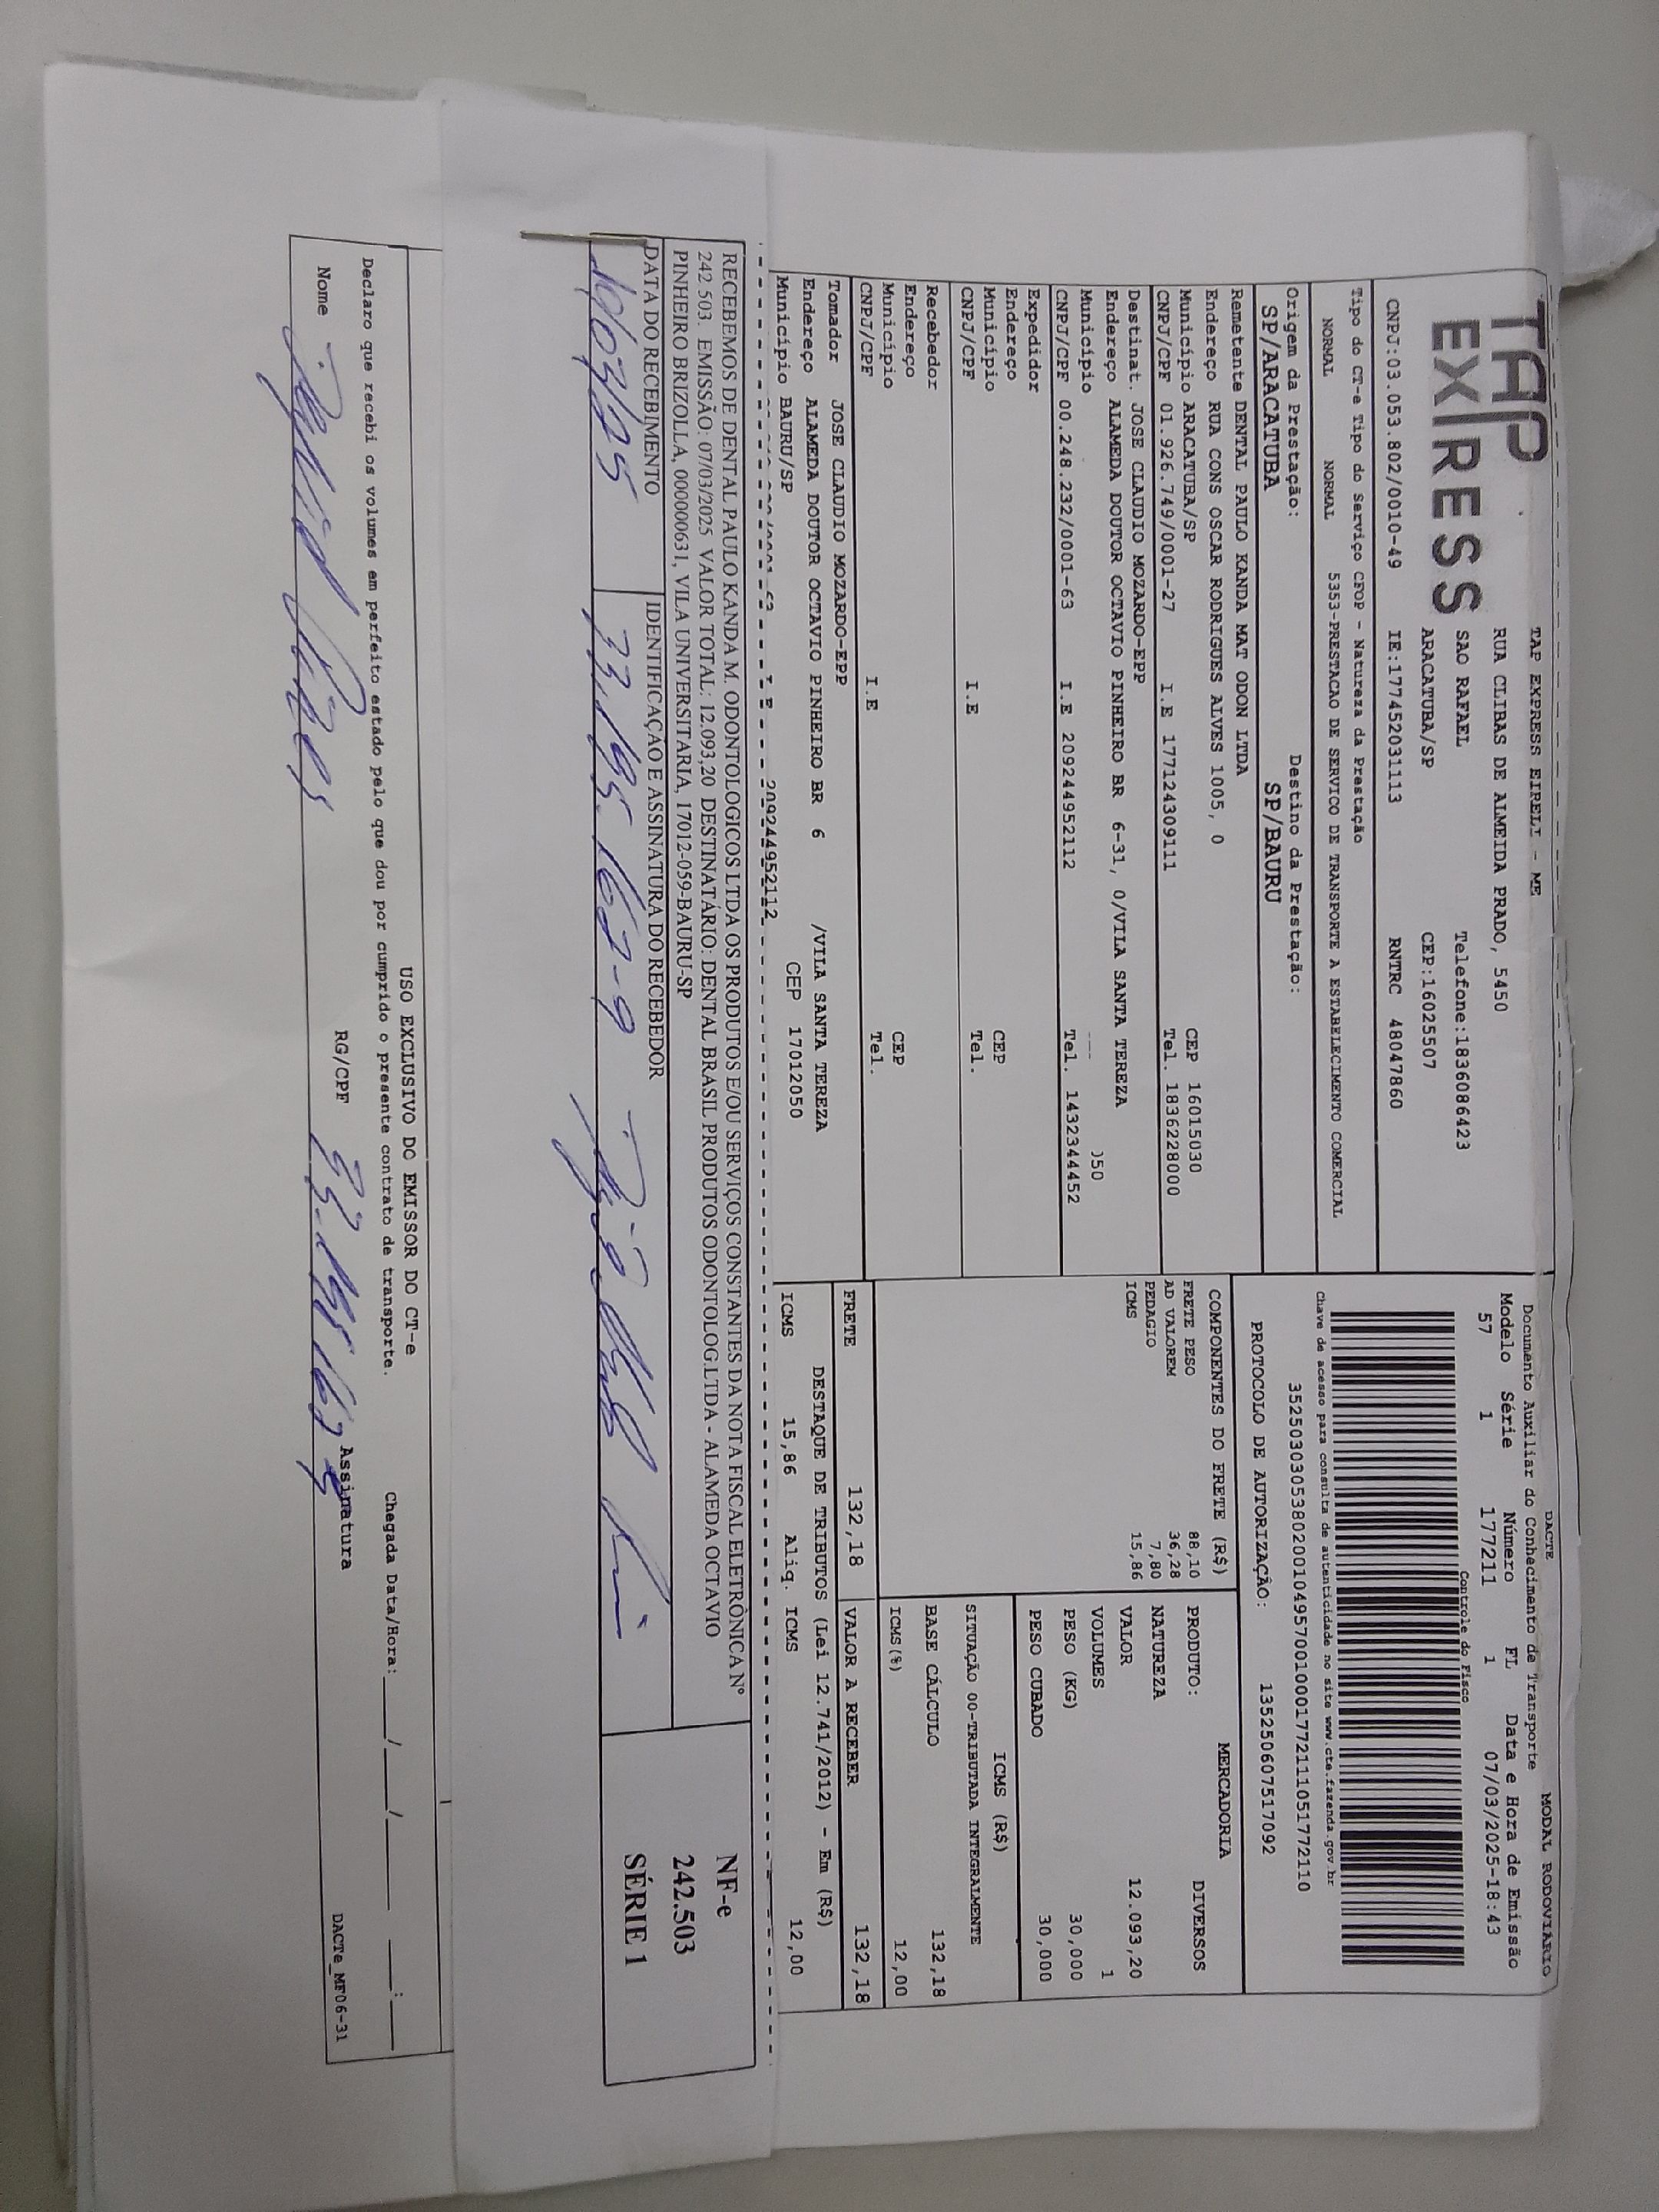 TAP
EXPRESS
TAP EXPRESS EIRELI - ME
RUA CLIBAS DE ALMEIDA PRADO, 5450
SAO RAFAEL Telefone:1836086423
ARACATUBA/SP CEP:16025507
CNPJ:03.053.802/0010-49 IE:177452031113 RNTRC 48047860
Tipo do CT-e Tipo do Serviço CFOP - Natureza da Prestação
NORMAL NORMAL 5353-PRESTACAO DE SERVICO DE TRANSPORTE A ESTABELECIMENTO COMERCIAL
Origem da Prestação: Destino da Prestação:
SP/ARACATUBA SP/BAURU
Remetente DENTAL PAULO KANDA MAT ODON LTDA
Endereço RUA CONS OSCAR RODRIGUES ALVES 1005, 0
Município ARACATUBA/SP CEP 16015030
CNPJ/CPF 01.926.749/0001-27 I.E 177124309111 Tel. 1836228000
Destinat. JOSE CLAUDIO MOZARDO-EPP
Endereço ALAMEDA DOUTOR OCTAVIO PINHEIRO BR 6-31, 0/VILA SANTA TEREZA
Município 050
CNPJ/CPF 00.248.232/0001-63 I.E 209244952112 Tel. 1432344452
Expedidor
Endereço
Município CEP
CNPJ/CPF I.E Tel.
Recebedor
Endereço
Município CEP
CNPJ/CPF I.E Tel.
Tomador JOSE CLAUDIO MOZARDO-EPP
Endereço ALAMEDA DOUTOR OCTAVIO PINHEIRO BR 6 /VILA SANTA TEREZA
Município BAURU/SP CEP 17012050
I.E 209244952112
DACTE MODAL RODOVIÁRIO
Documento Auxiliar do Conhecimento de Transporte
Modelo Série Número FL Data e Hora de Emissão
57 1 177211 1 07/03/2025-18:43
Controle do Fisco
Chave de acesso para consulta de autenticidade no site www.cte.fazenda.gov.br
35250303053802001049570010001772111051772110
PROTOCOLO DE AUTORIZAÇÃO: 135250607517092
COMPONENTES DO FRETE (R$)
FRETE PESO 88,10
AD VALOREM 36,28
PEDAGIO 7,80
ICMS 15,86
MERCADORIA
PRODUTO: DIVERSOS
NATUREZA
VALOR 12.093,20
VOLUMES 1
PESO (KG) 30,000
PESO CUBADO 30,000
ICMS (R$)
SITUAÇÃO 00-TRIBUTADA INTEGRALMENTE
BASE CÁLCULO 132,18
ICMS(%) 12,00
FRETE 132,18 VALOR A RECEBER 132,18
DESTAQUE DE TRIBUTOS (Lei 12.741/2012) - Em (R$)
ICMS 15,86 Aliq. ICMS 12,00
RECEBEMOS DE DENTAL PAULO KANDA M. ODONTOLOGICOS LTDA OS PRODUTOS E/OU SERVIÇOS CONSTANTES DA NOTA FISCAL ELETRÔNICA Nº
242.503. EMISSÃO: 07/03/2025 VALOR TOTAL: 12.093,20 DESTINATÁRIO: DENTAL BRASIL PRODUTOS ODONTOLOG.LTDA - ALAMEDA OCTAVIO
PINHEIRO BRIZOLLA, 00000631, VILA UNIVERSITARIA, 17012-059-BAURU-SP
DATA DO RECEBIMENTO IDENTIFICAÇÃO E ASSINATURA DO RECEBEDOR
10/03/25
NF-e
242.503
SÉRIE 1
USO EXCLUSIVO DO EMISSOR DO CT-e
Declaro que recebi os volumes em perfeito estado pelo que dou por cumprido o presente contrato de transporte. Chegada Data/Hora: ____/____/______ ____:____
Nome RG/CPF Assinatura
DACTe_MF06-31